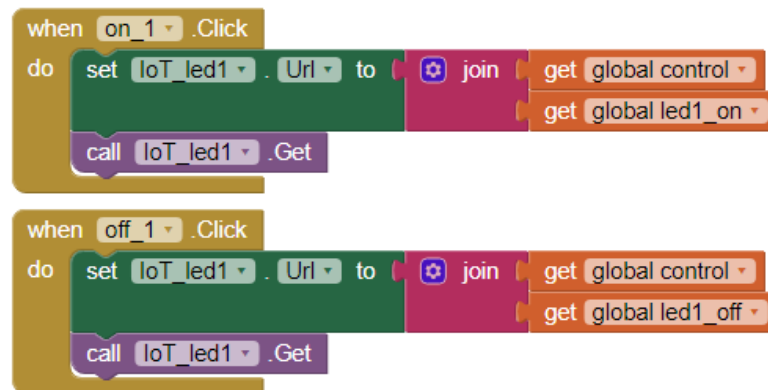 when on_1 .Click
do set IoT_led1 . Url to join get global control
get global led1_on
call IoT_led1 .Get
when off_1 .Click
do set IoT_led1 . Url to join get global control
get global led1_off
call IoT_led1 .Get